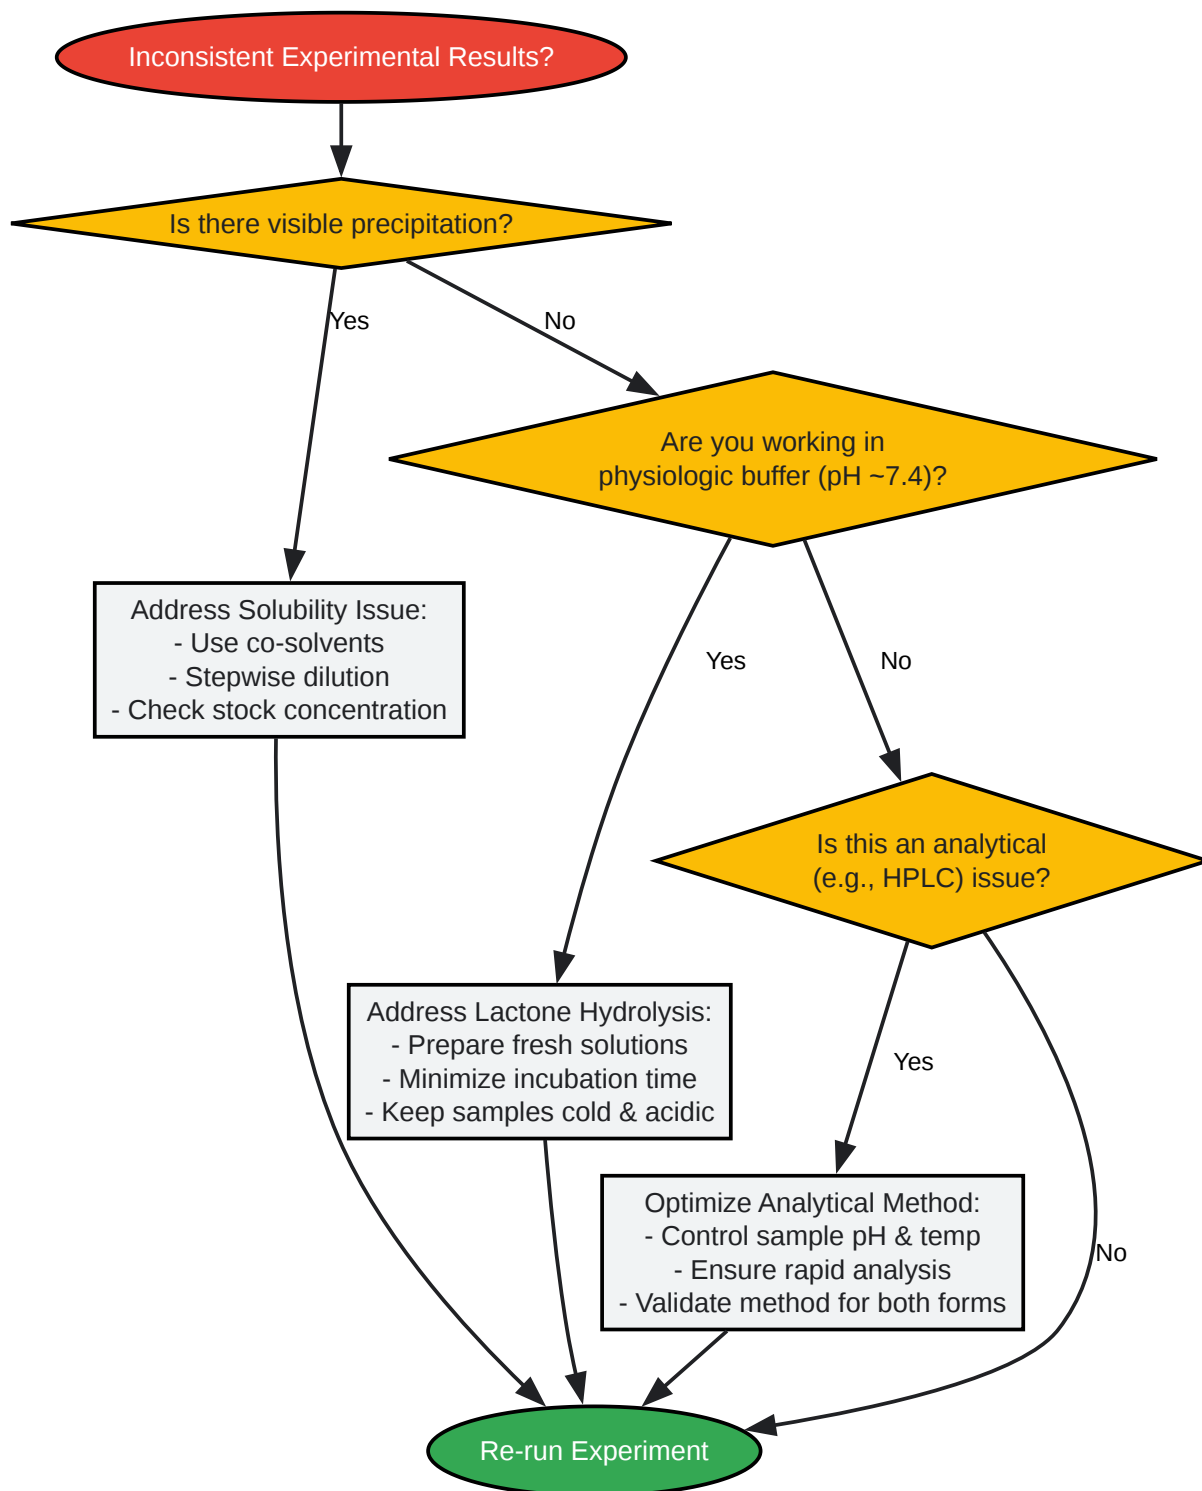 Inconsistent Experimental Results?
Is there visible precipitation?
Yes
No
Are you working in
physiologic buffer (pH ~7.4)?
Address Solubility Issue:
- Use co-solvents
- Stepwise dilution
- Check stock concentration
Yes
No
Is this an analytical
(e.g., HPLC) issue?
Address Lactone Hydrolysis:
- Prepare fresh solutions
- Minimize incubation time
- Keep samples cold & acidic
Yes
No
Optimize Analytical Method:
- Control sample pH & temp
- Ensure rapid analysis
- Validate method for both forms
Re-run Experiment